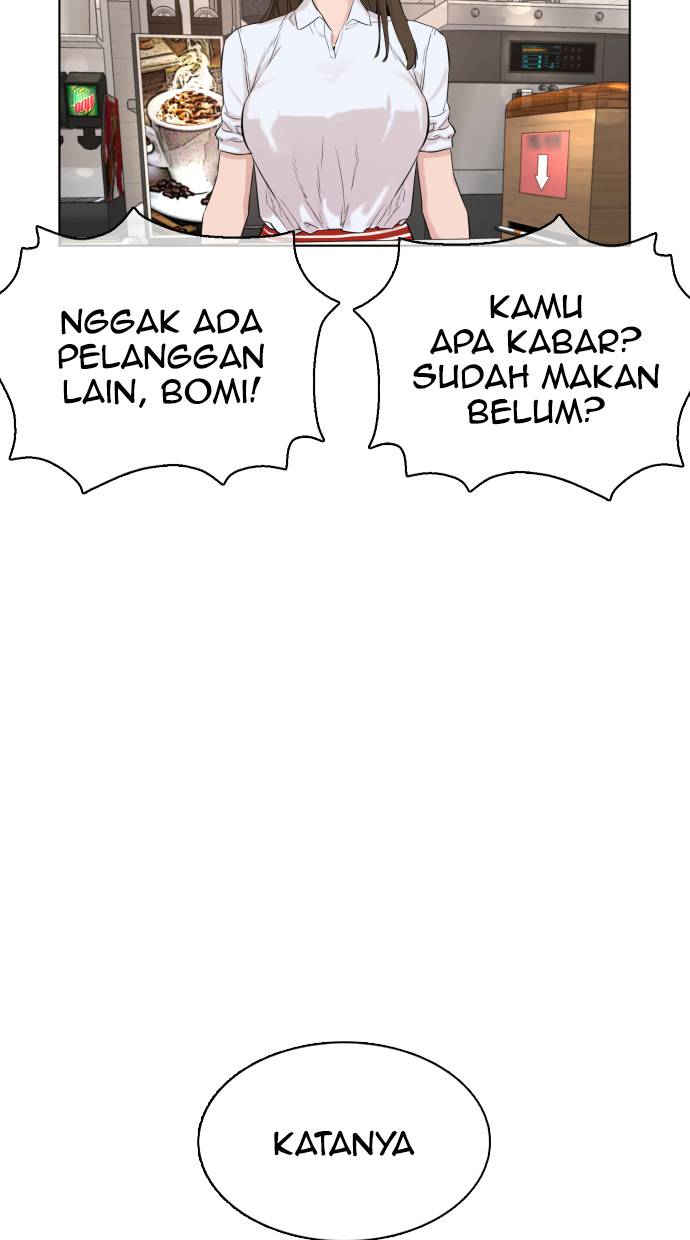 NGGAK ADA
PELANGGAN
LAIN, BOMI!
KAMU
APA KABAR?
SUDAH MAKAN
BELUM?
KATANYA